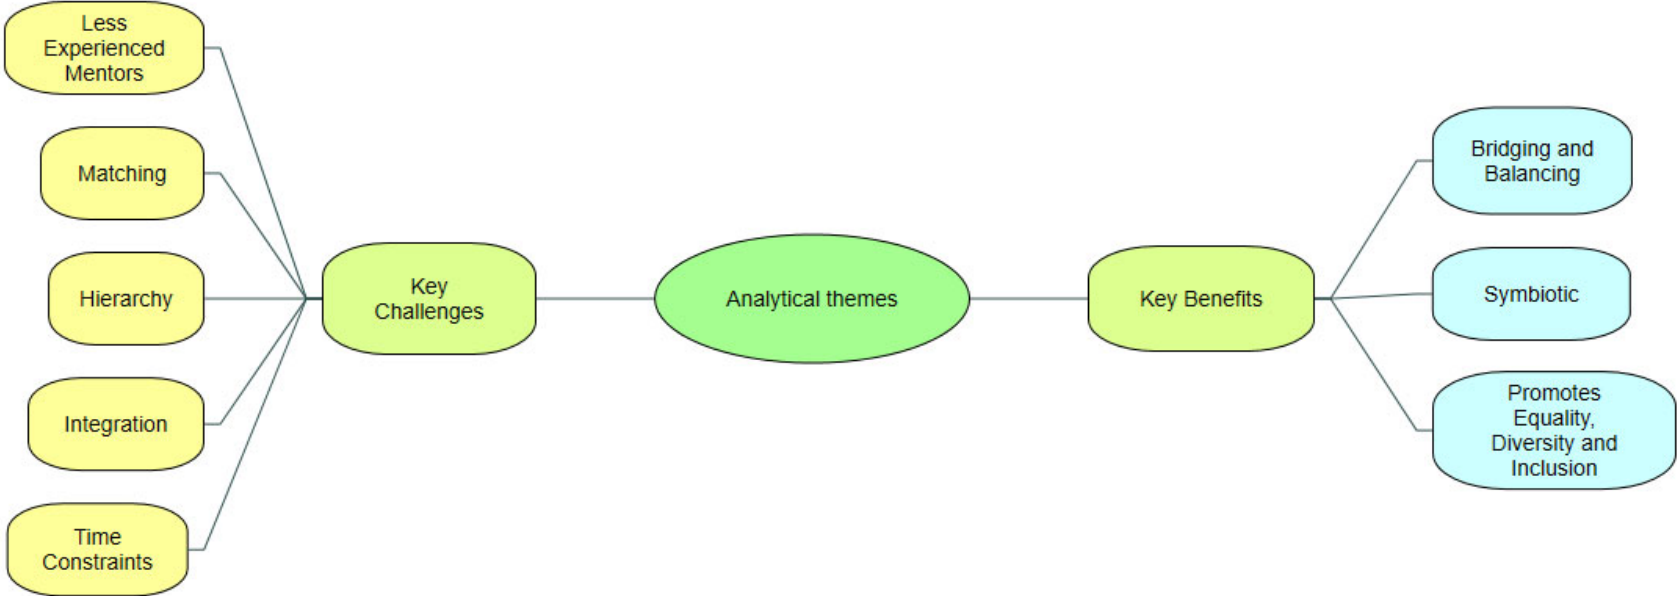 Less
Experienced
Mentors
Matching
Hierarchy
Integration
Time
Constraints
Key
Challenges
Analytical themes
Key Benefits
Bridging and
Balancing
Symbiotic
Promotes
Equality,
Diversity and
Inclusion